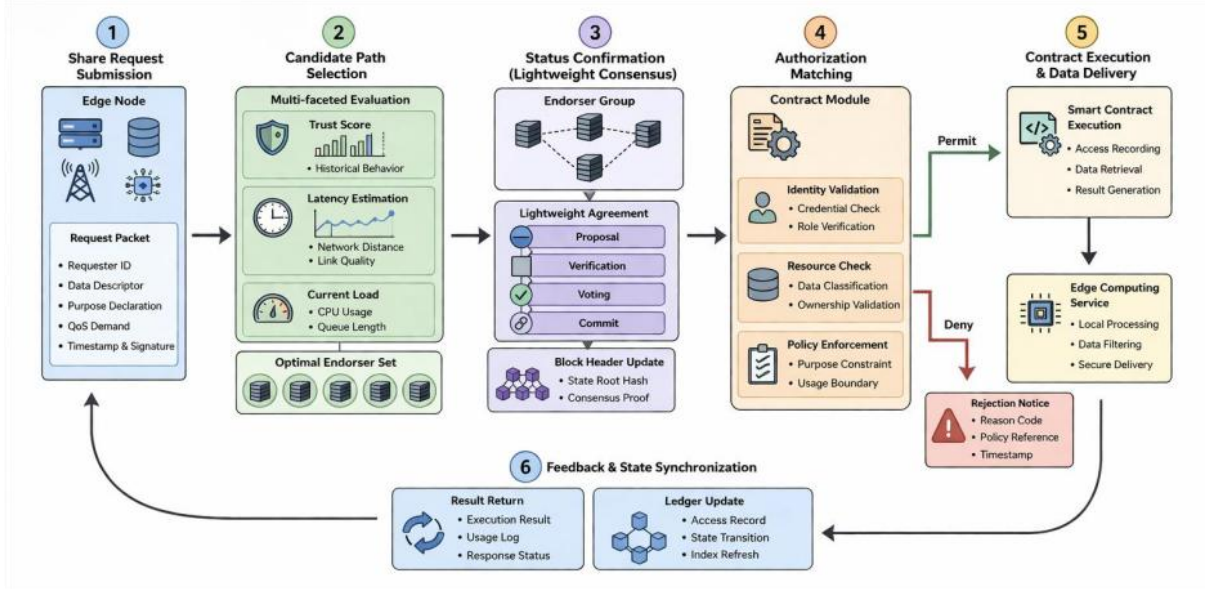 1
Share Request
Submission
Edge Node
Request Packet
• Requester ID
• Data Descriptor
• Purpose Declaration
• QoS Demand
• Timestamp & Signature
2
Candidate Path
Selection
Multi-faceted Evaluation
Trust Score
• Historical Behavior
Latency Estimation
• Network Distance
• Link Quality
Current Load
• CPU Usage
• Queue Length
Optimal Endorser Set
3
Status Confirmation
(Lightweight Consensus)
Endorser Group
Lightweight Agreement
Proposal
Verification
Voting
Commit
Block Header Update
• State Root Hash
• Consensus Proof
4
Authorization
Matching
Contract Module
Identity Validation
• Credential Check
• Role Verification
Resource Check
• Data Classification
• Ownership Validation
Policy Enforcement
• Purpose Constraint
• Usage Boundary
Permit
Deny
5
Contract Execution
& Data Delivery
Smart Contract
Execution
• Access Recording
• Data Retrieval
• Result Generation
Edge Computing
Service
• Local Processing
• Data Filtering
• Secure Delivery
Rejection Notice
• Reason Code
• Policy Reference
• Timestamp
6 Feedback & State Synchronization
Result Return
• Execution Result
• Usage Log
• Response Status
Ledger Update
• Access Record
• State Transition
• Index Refresh